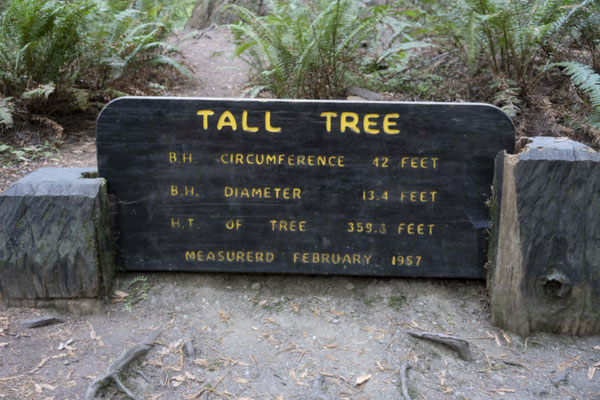 TALL TREE
B.H. CIRCUMFERENCE 42 FEET
B.H. DIAMETER 13.4 FEET
H.T. OF TREE 359.3 FEET
MEASURERD FEBRUARY 1957